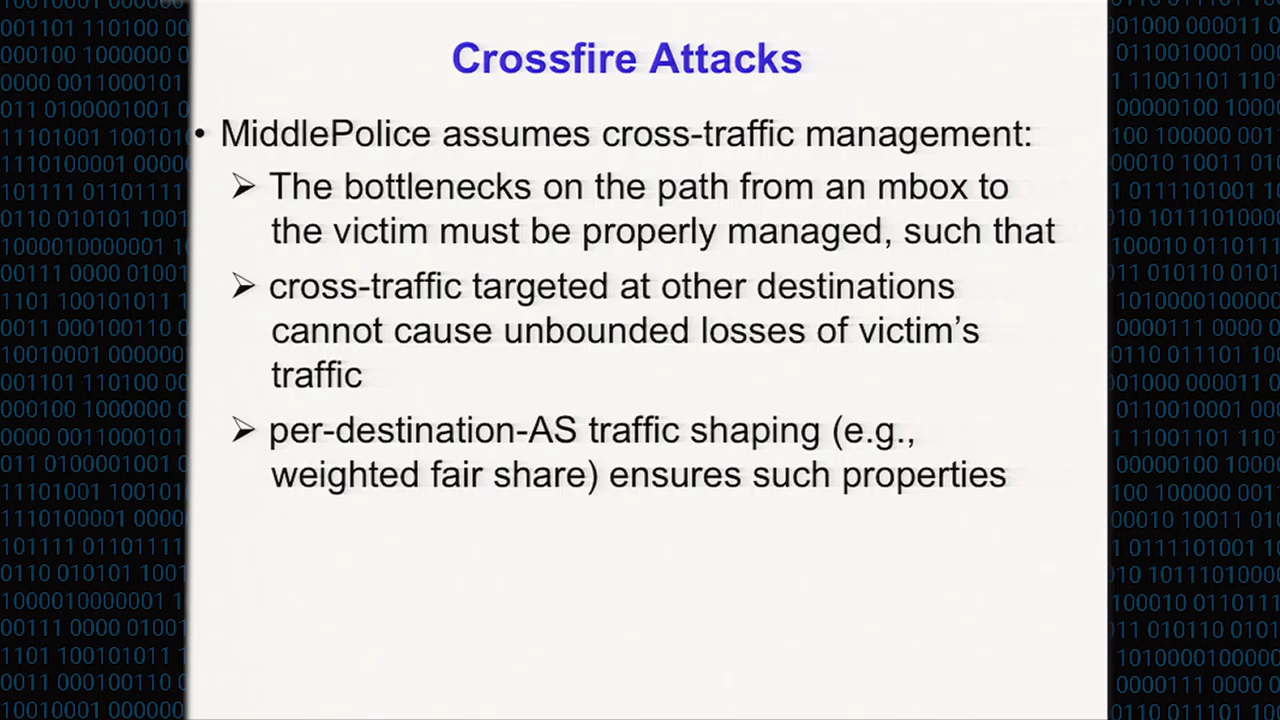 Crossfire Attacks
• MiddlePolice assumes cross-traffic management:
➢ The bottlenecks on the path from an mbox to
the victim must be properly managed, such that
➢ cross-traffic targeted at other destinations
cannot cause unbounded losses of victim’s
traffic
➢ per-destination-AS traffic shaping (e.g.,
weighted fair share) ensures such properties